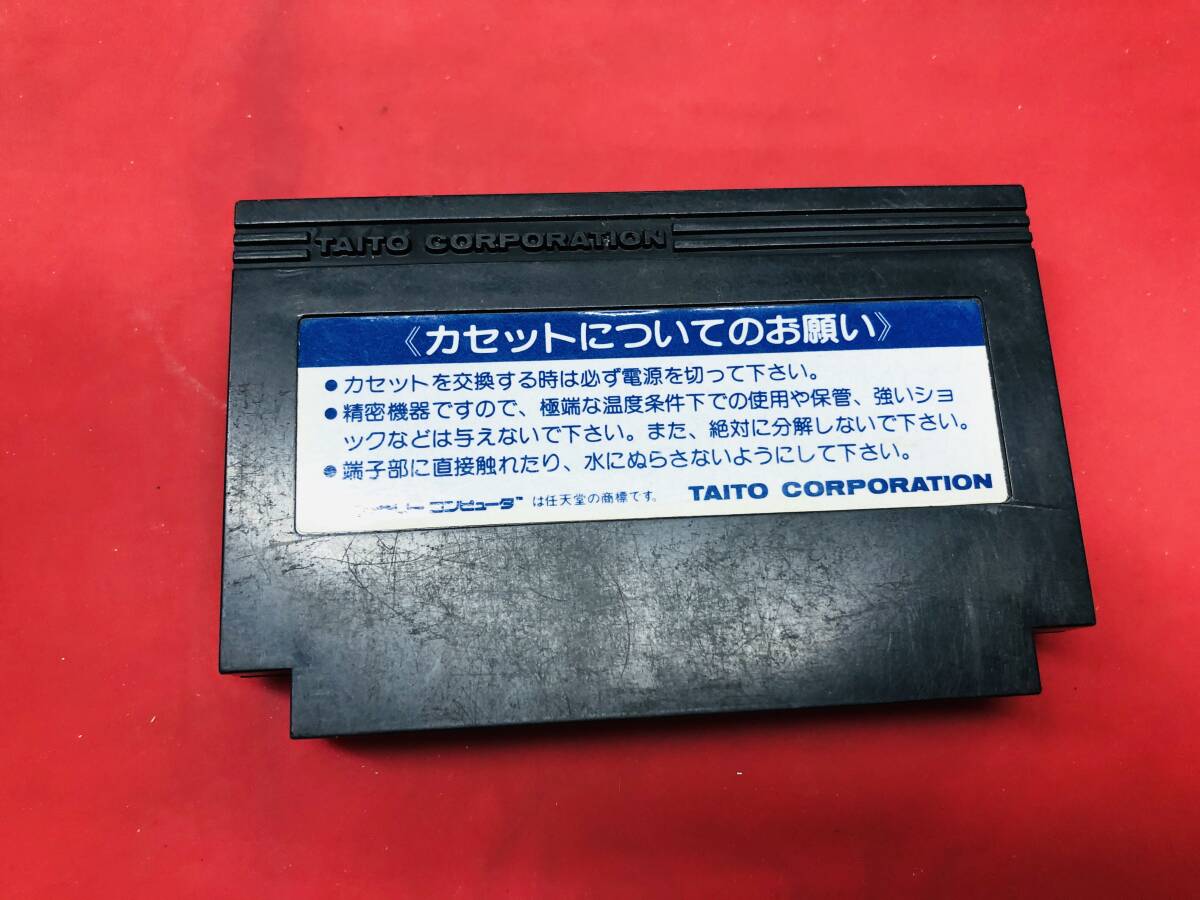 TAITO CORPORATION
《カセットについてのお願い》
●カセットを交換する時は必ず電源を切って下さい。
●精密機器ですので、極端な温度条件下での使用や保管、強いショ
ックなどは与えないで下さい。また、絶対に分解しないで下さい。
●端子部に直接触れたり、水にぬらさないようにして下さい。
コンピュータ™ は任天堂の商標です。 TAITO CORPORATION